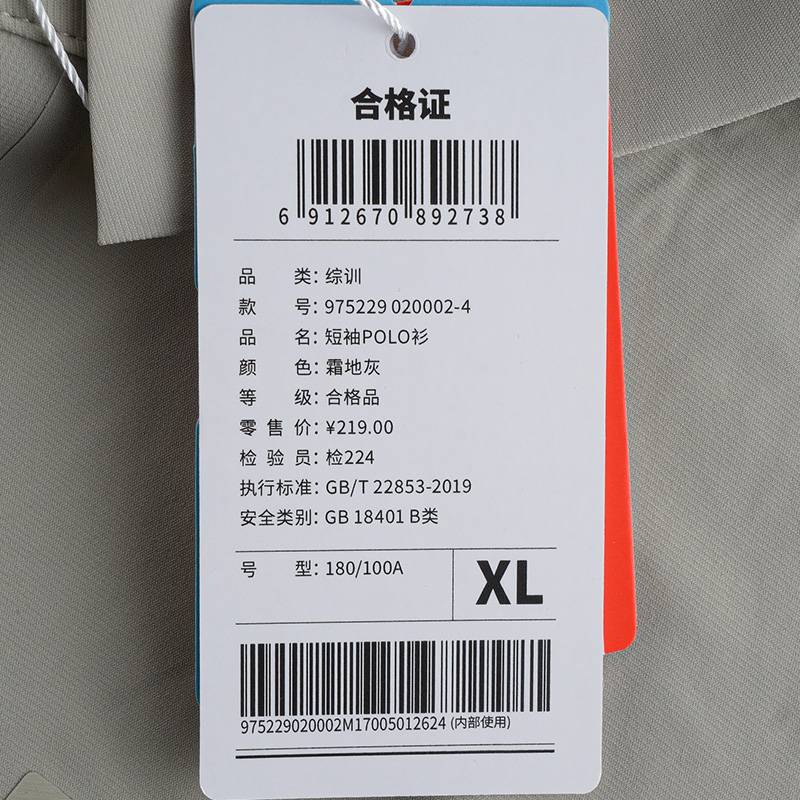 合格证
6 912670 892738
品 类：综训
款 号：975229 020002-4
品 名：短袖POLO衫
颜 色：霜地灰
等 级：合格品
零 售 价：¥219.00
检 验 员：检224
执行标准：GB/T 22853-2019
安全类别：GB 18401 B类
号 型：180/100A
XL
975229020002M17005012624 (内部使用)